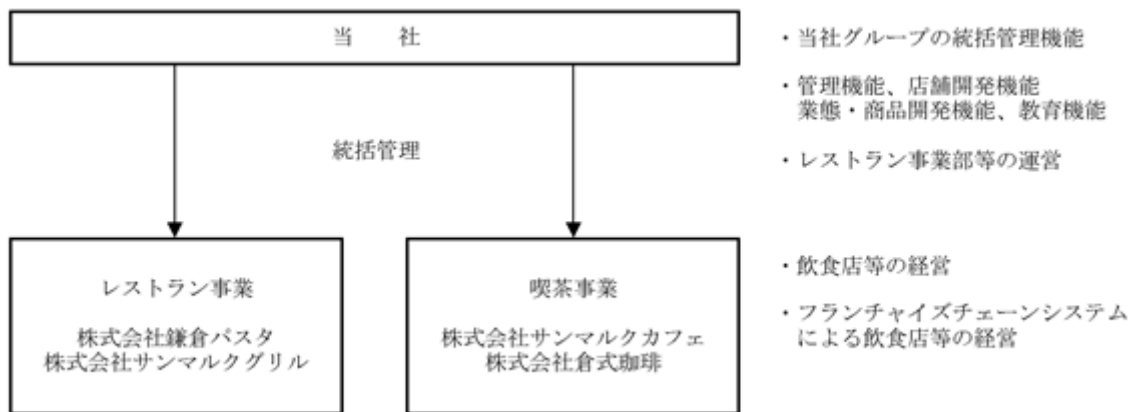 当　　社
・当社グループの統括管理機能
・管理機能、店舗開発機能
業態・商品開発機能、教育機能
統括管理
・レストラン事業部等の運営
レストラン事業
株式会社鎌倉パスタ
株式会社サンマルクグリル
喫茶事業
株式会社サンマルクカフェ
株式会社倉式珈琲
・飲食店等の経営
・フランチャイズチェーンシステム
による飲食店等の経営